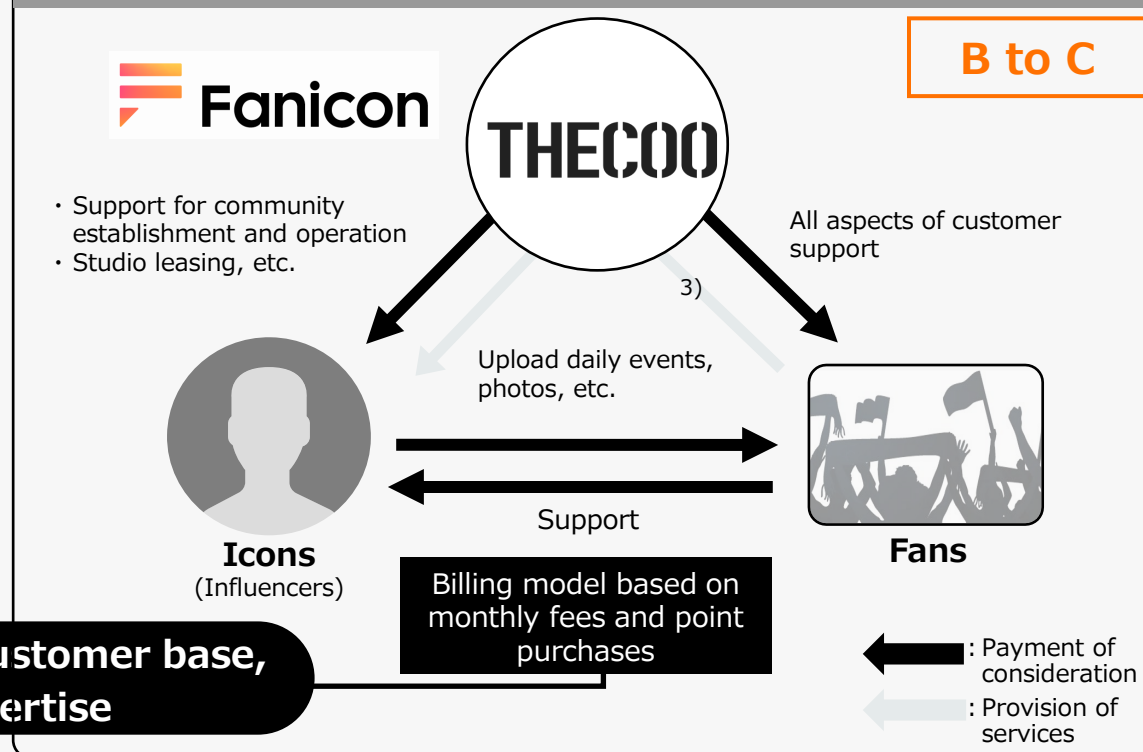 B to C
Fanicon
THECOO
・Support for community
establishment and operation
・Studio leasing, etc.
All aspects of customer
support
3)
Upload daily events,
photos, etc.
Support
Icons
(Influencers)
Fans
Billing model based on
monthly fees and point
purchases
ustomer base,
ertise
: Payment of
consideration
: Provision of
services